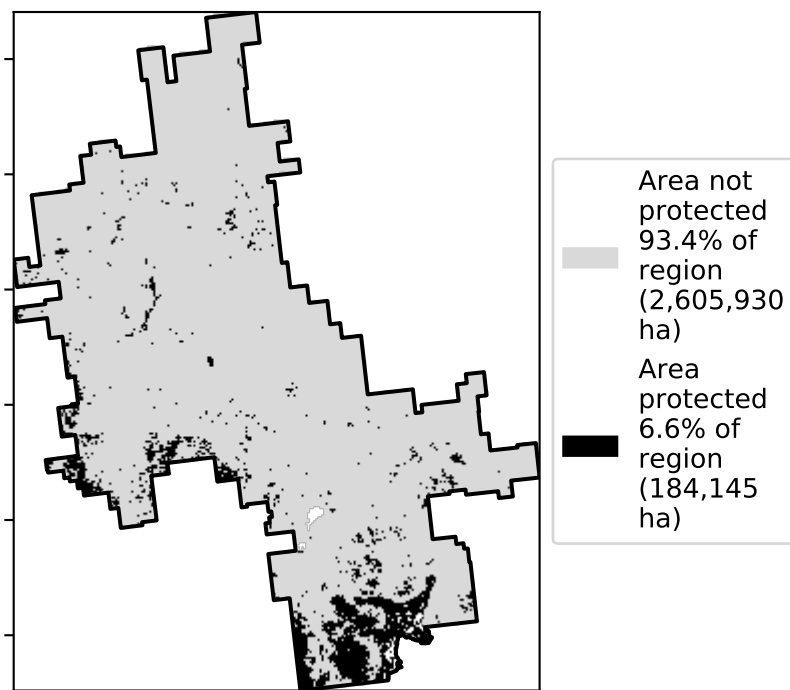 Area not
protected
93.4% of
region
(2,605,930
ha)
Area
protected
6.6% of
region
(184,145
ha)